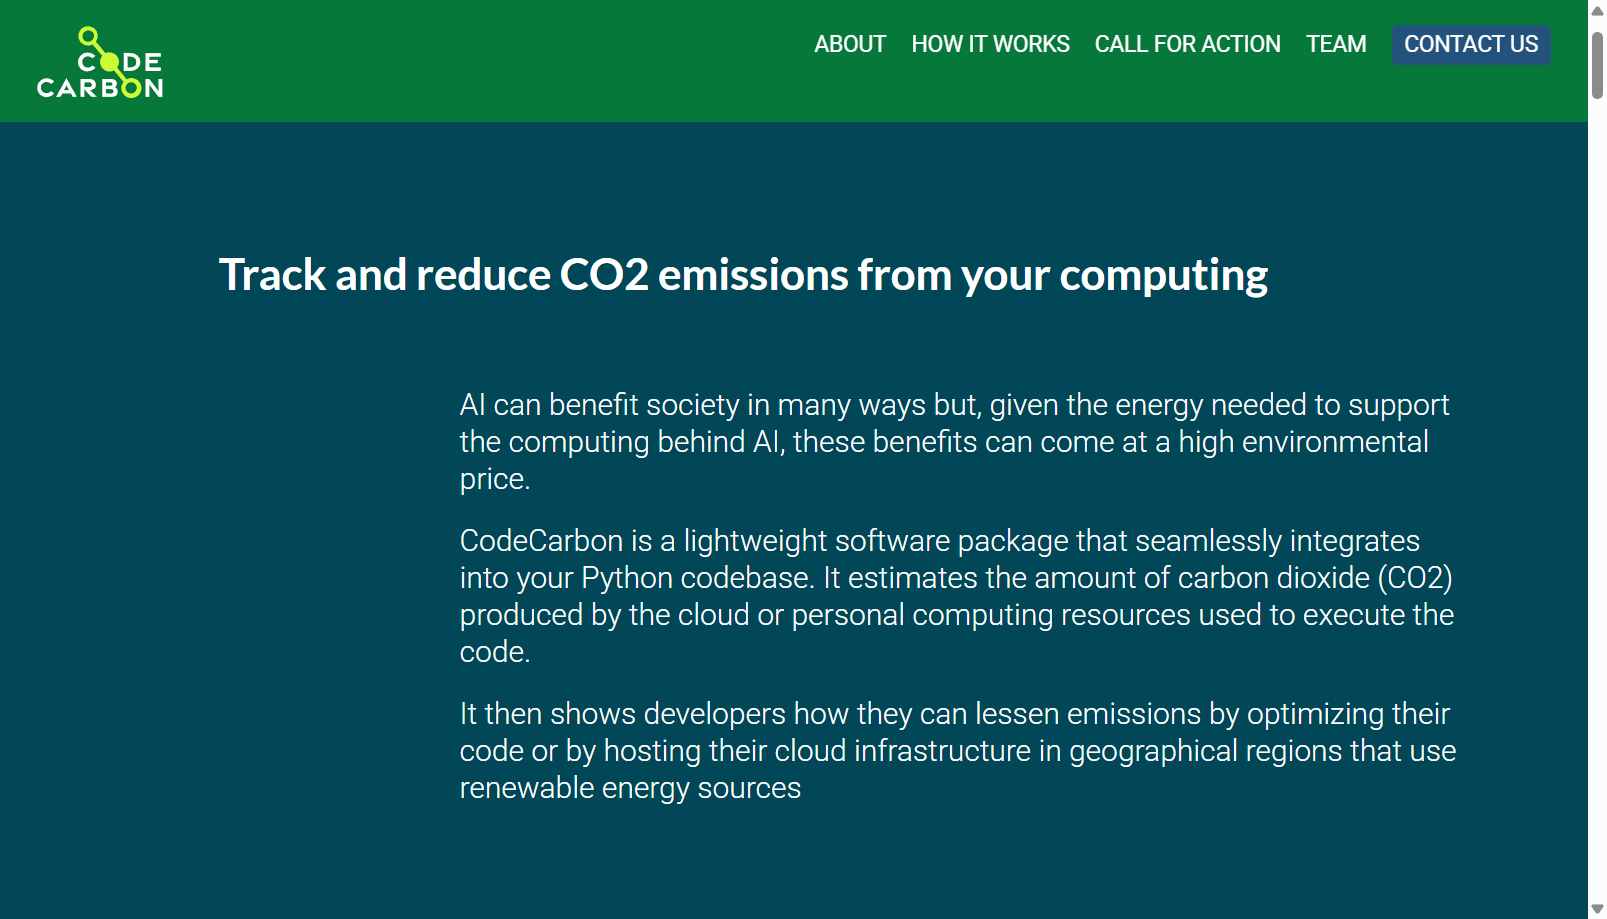 CODE
CARBON
ABOUT
HOW IT WORKS
CALL FOR ACTION
TEAM
CONTACT US
Track and reduce CO2 emissions from your computing
AI can benefit society in many ways but, given the energy needed to support
the computing behind AI, these benefits can come at a high environmental
price.
CodeCarbon is a lightweight software package that seamlessly integrates
into your Python codebase. It estimates the amount of carbon dioxide (CO2)
produced by the cloud or personal computing resources used to execute the
code.
It then shows developers how they can lessen emissions by optimizing their
code or by hosting their cloud infrastructure in geographical regions that use
renewable energy sources